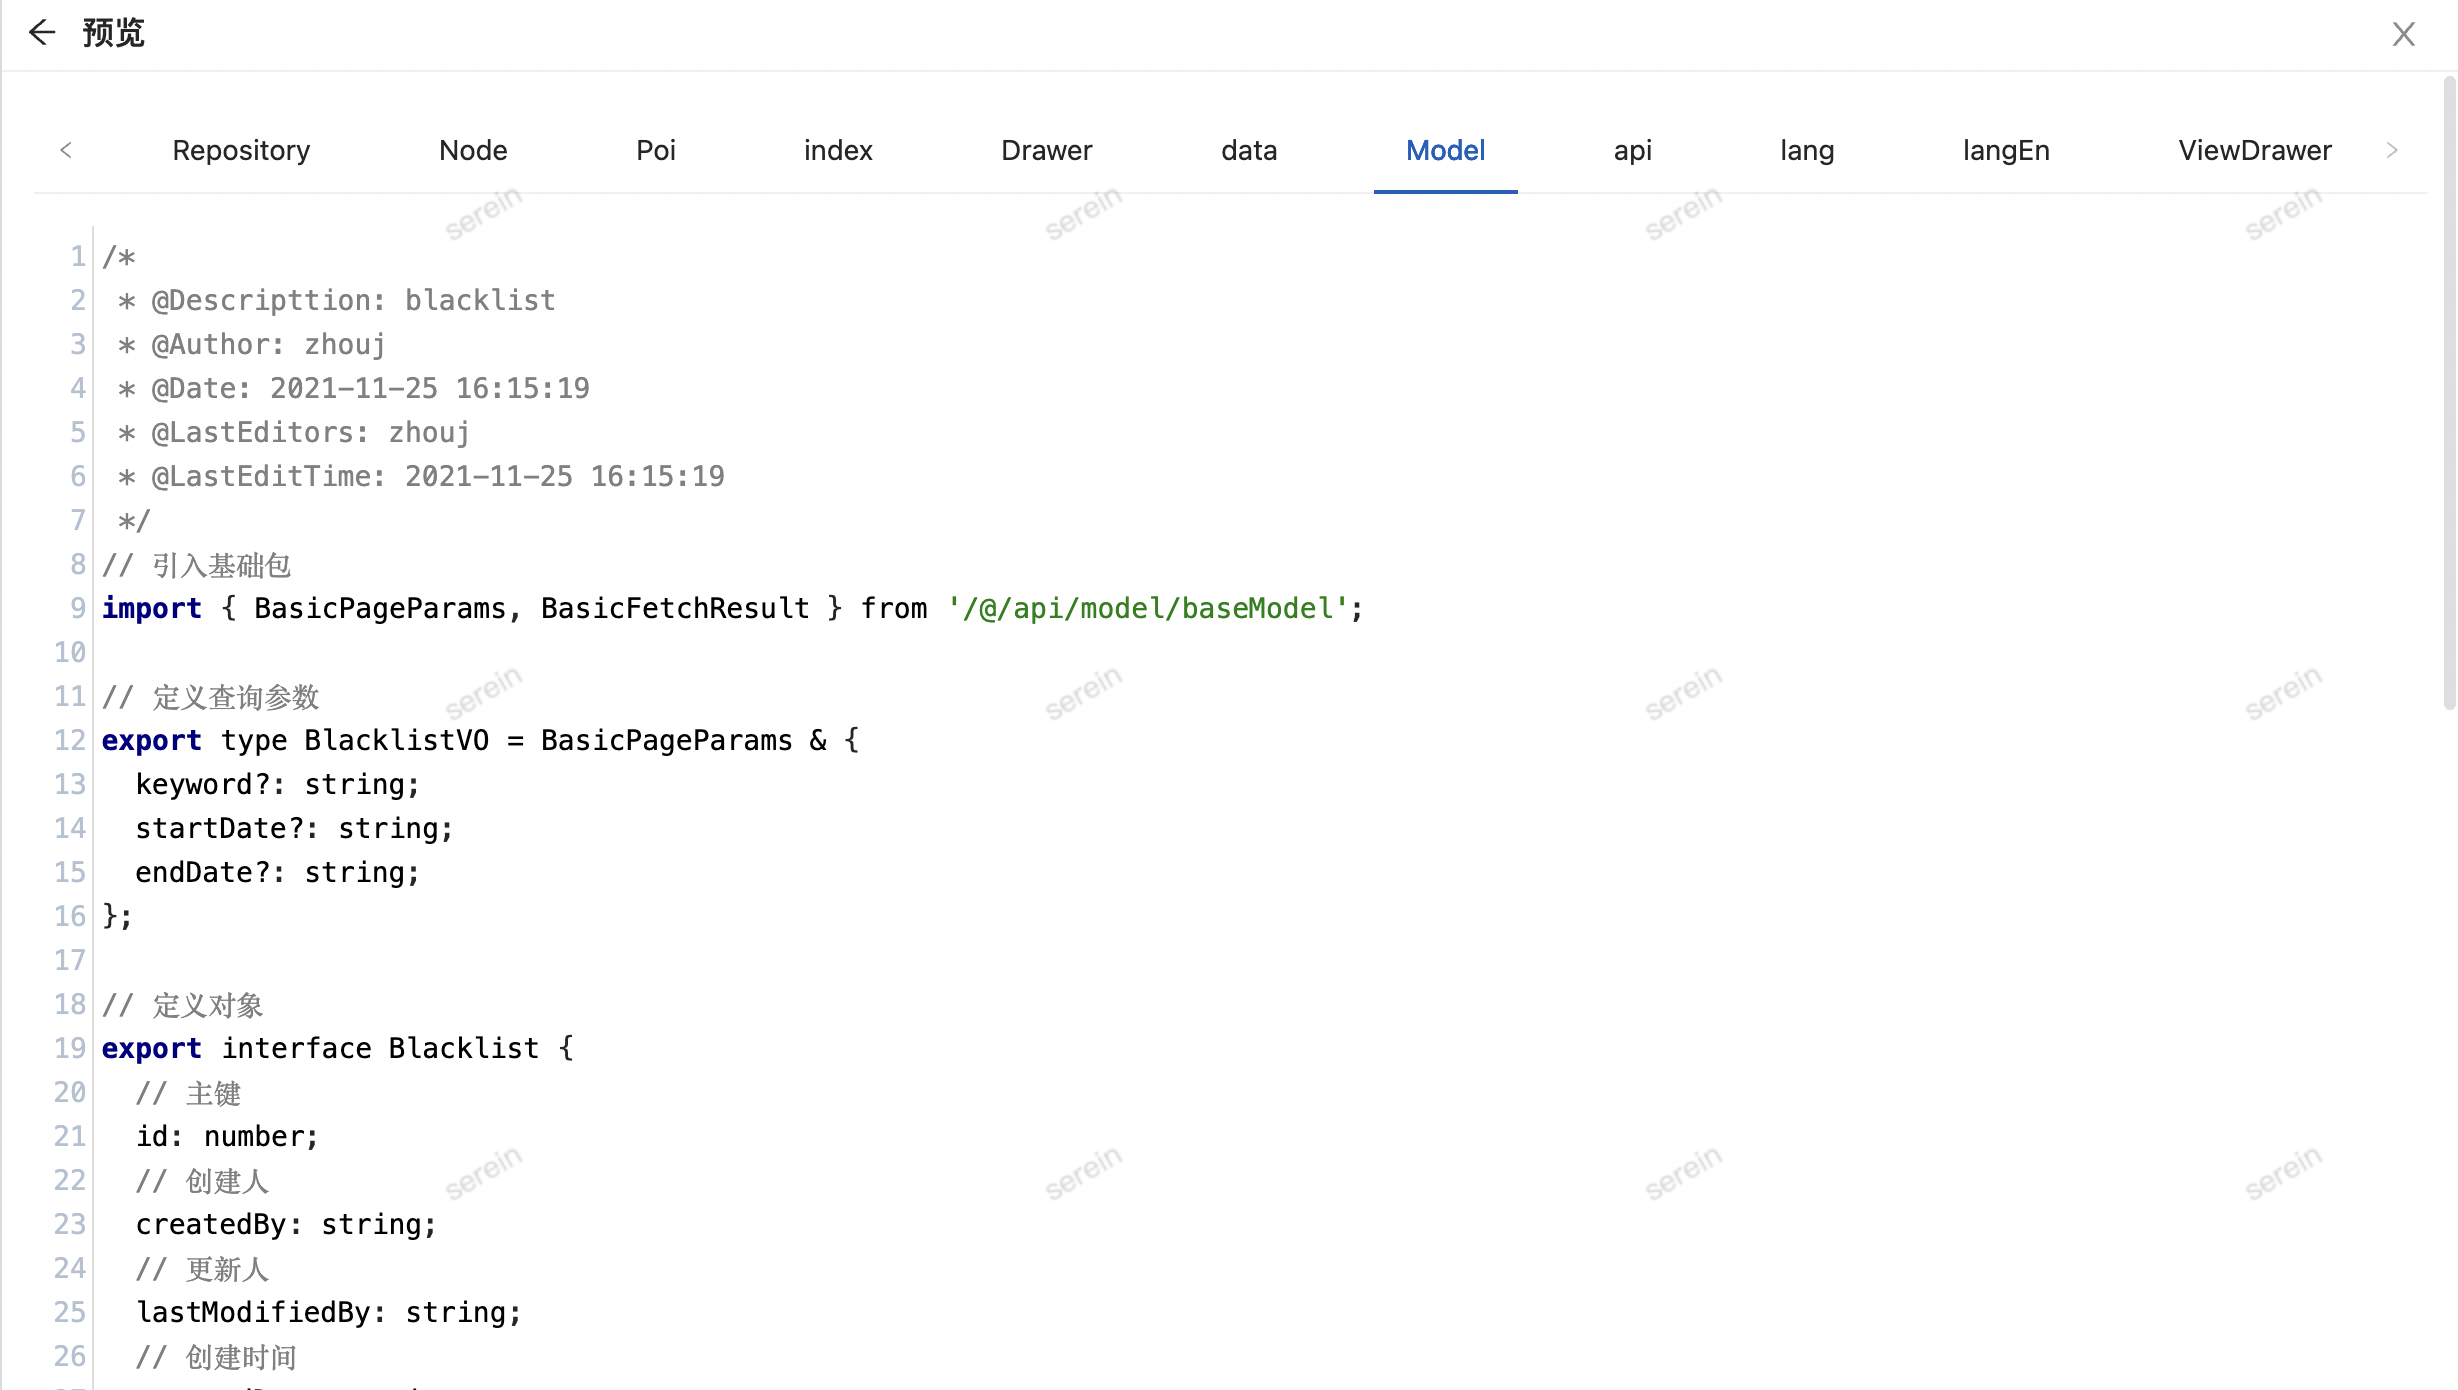 预览
Repository Node Poi index Drawer data Model api lang langEn ViewDrawer
serein serein serein serein
1 /*
2  * @Descripttion: blacklist
3  * @Author: zhouj
4  * @Date: 2021-11-25 16:15:19
5  * @LastEditors: zhouj
6  * @LastEditTime: 2021-11-25 16:15:19
7  */
8 // 引入基础包
9 import { BasicPageParams, BasicFetchResult } from '/@/api/model/baseModel';
10
11 // 定义查询参数
serein serein serein serein
12 export type BlacklistVO = BasicPageParams & {
13   keyword?: string;
14   startDate?: string;
15   endDate?: string;
16 };
17
18 // 定义对象
19 export interface Blacklist {
20   // 主键
21   id: number;
22   // 创建人
serein serein serein serein
23   createdBy: string;
24   // 更新人
25   lastModifiedBy: string;
26   // 创建时间